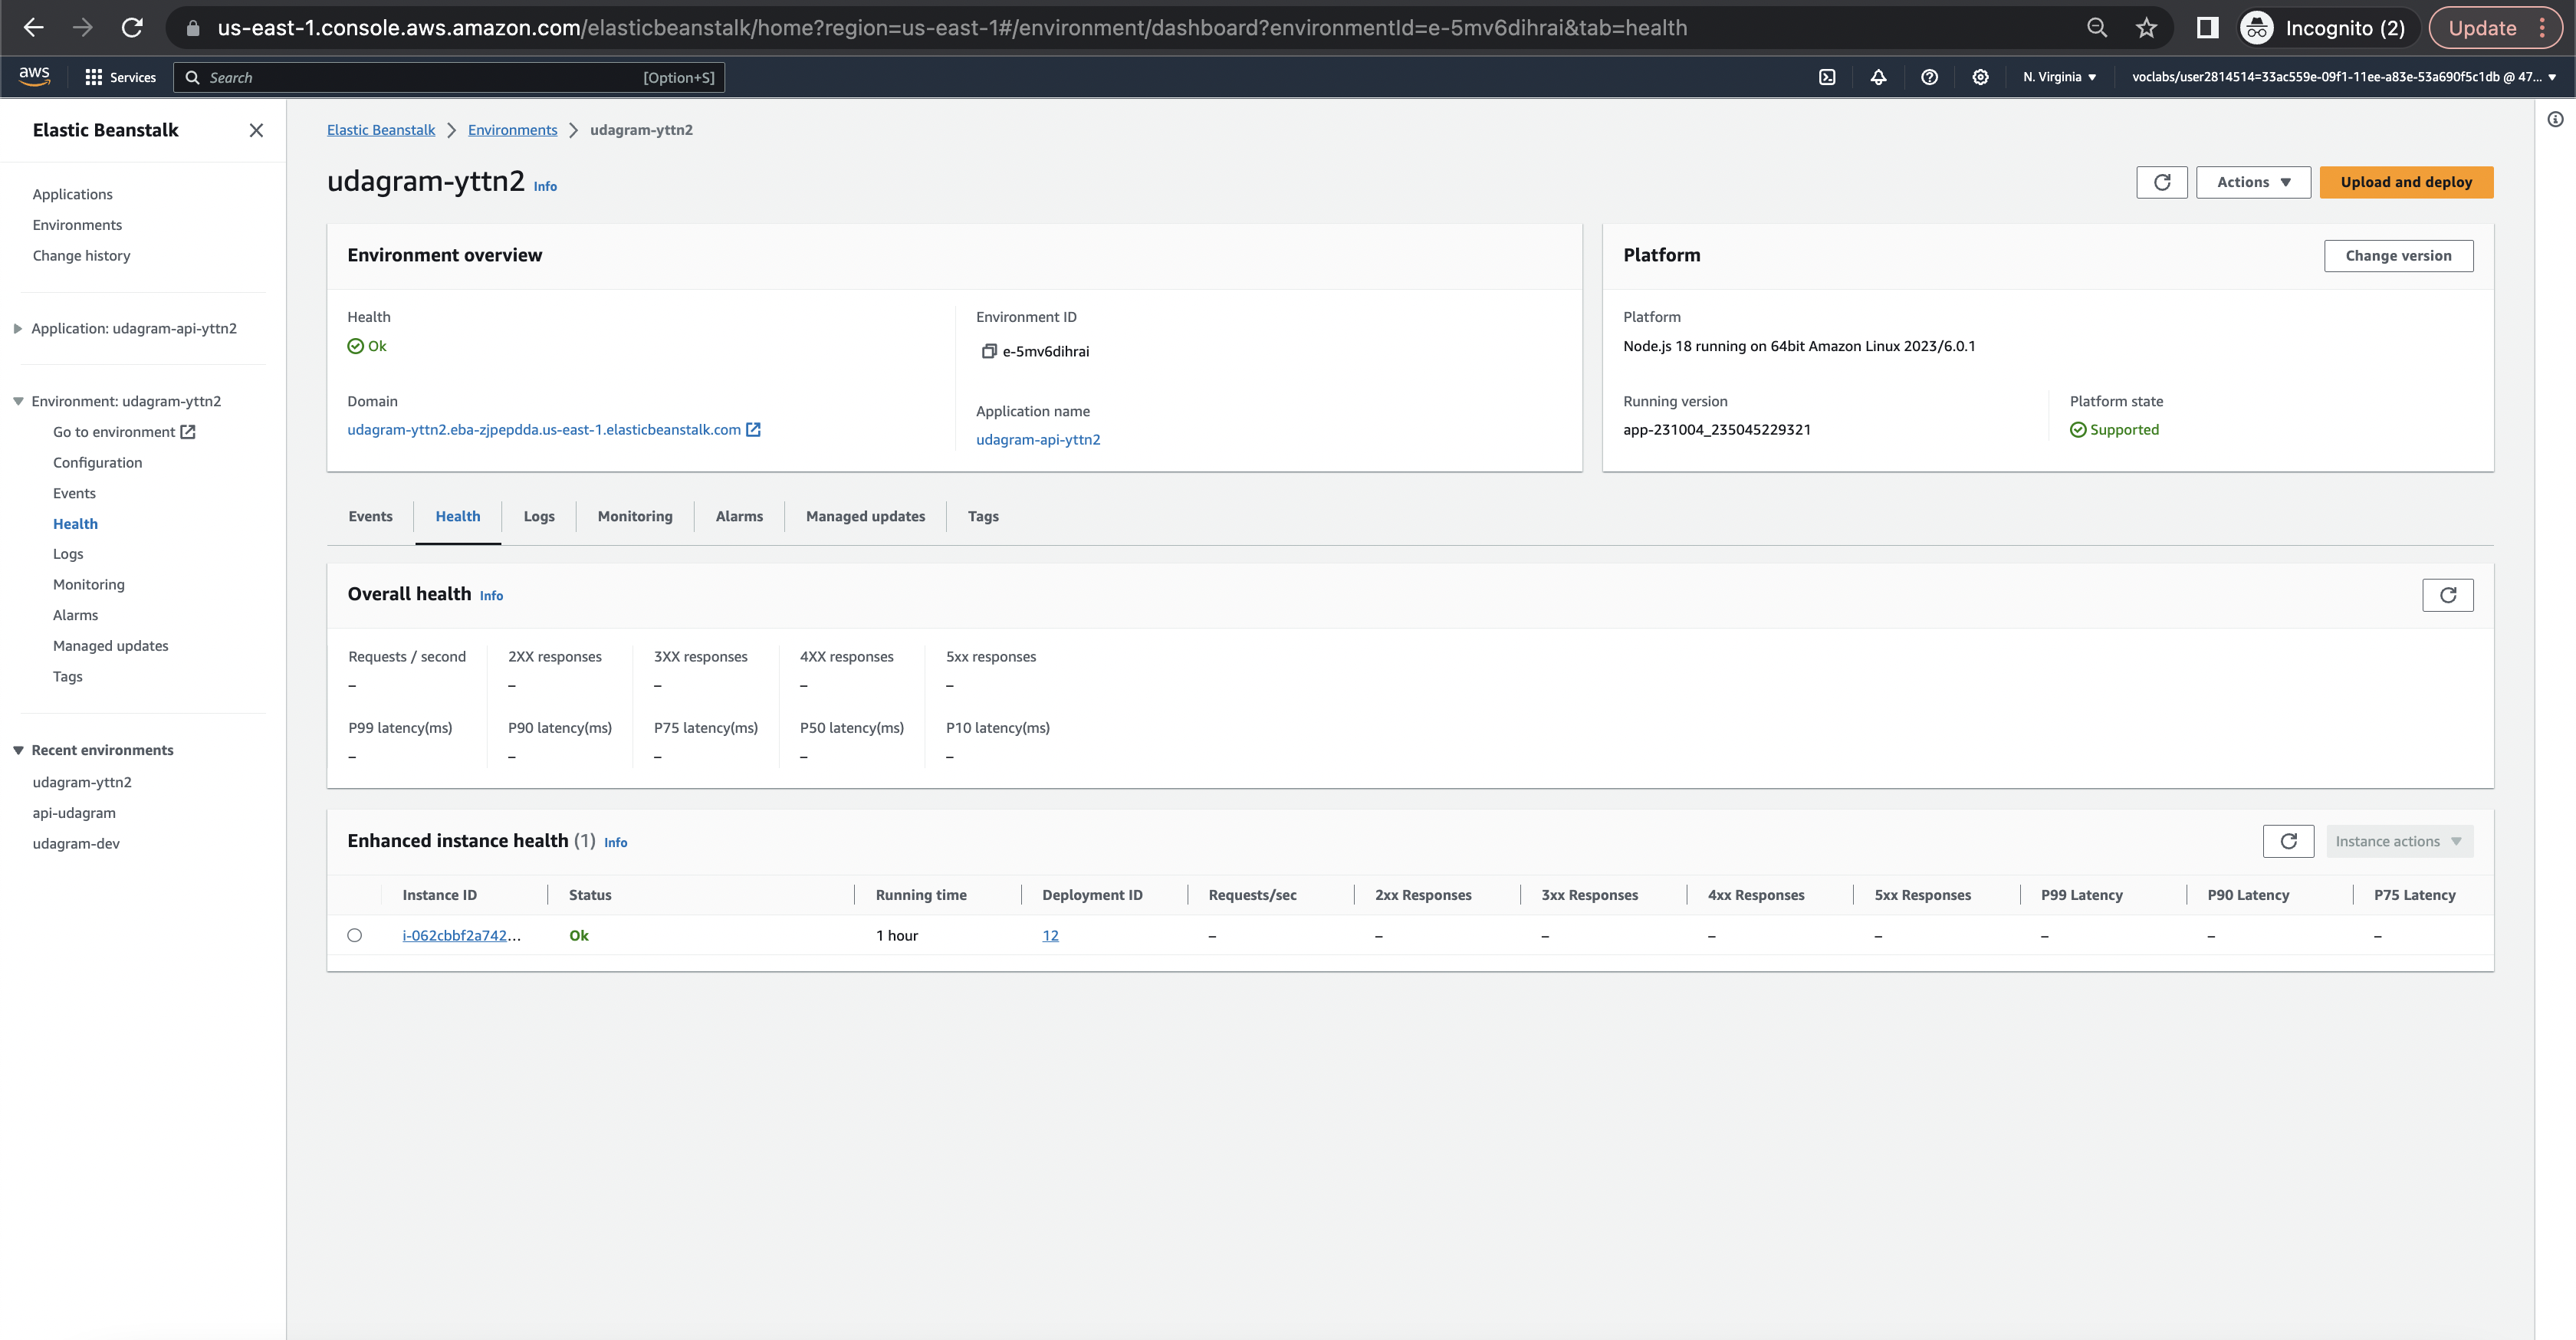 us-east-1.console.aws.amazon.com/elasticbeanstalk/home?region=us-east-1#/environment/dashboard?environmentId=e-5mv6dihrai&tab=health
Incognito (2)
Update
aws
Services
Search
[Option+S]
N. Virginia
voclabs/user2814514=33ac559e-09f1-11ee-a83e-53a690f5c1db @ 47...
Elastic Beanstalk
Applications
Environments
Change history
Application: udagram-api-yttn2
Environment: udagram-yttn2
Go to environment
Configuration
Events
Health
Logs
Monitoring
Alarms
Managed updates
Tags
Recent environments
udagram-yttn2
api-udagram
udagram-dev
Elastic Beanstalk > Environments > udagram-yttn2
udagram-yttn2 Info
Actions
Upload and deploy
Environment overview
Health
Ok
Domain
udagram-yttn2.eba-zjpepdda.us-east-1.elasticbeanstalk.com
Environment ID
e-5mv6dihrai
Application name
udagram-api-yttn2
Platform
Change version
Platform
Node.js 18 running on 64bit Amazon Linux 2023/6.0.1
Running version
app-231004_235045229321
Platform state
Supported
Events Health Logs Monitoring Alarms Managed updates Tags
Overall health Info
Requests / second 2XX responses 3XX responses 4XX responses 5xx responses
– – – – –
P99 latency(ms) P90 latency(ms) P75 latency(ms) P50 latency(ms) P10 latency(ms)
– – – – –
Enhanced instance health (1) Info
Instance actions
Instance ID Status Running time Deployment ID Requests/sec 2xx Responses 3xx Responses 4xx Responses 5xx Responses P99 Latency P90 Latency P75 Latency
i-062cbbf2a742... Ok 1 hour 12 – – – – – – – –